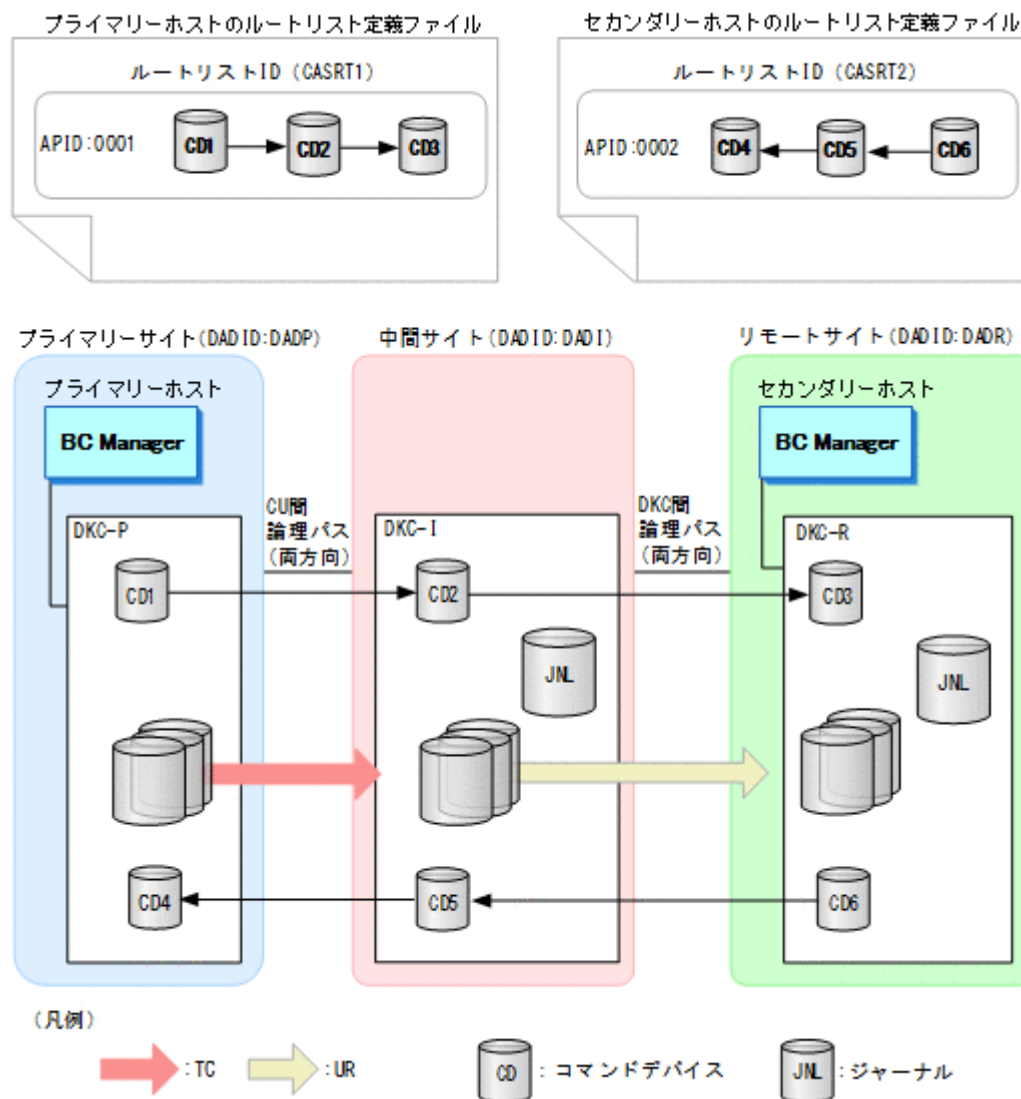 プライマリーホストのルートリスト定義ファイル
ルートリストID (CASRT1)
APID:0001
CD1
CD2
CD3
セカンダリーホストのルートリスト定義ファイル
ルートリストID (CASRT2)
APID:0002
CD4
CD5
CD6
プライマリーサイト(DADID:DADP)
中間サイト(DADID:DADI)
リモートサイト(DADID:DADR)
プライマリーホスト
BC Manager
セカンダリーホスト
BC Manager
CU間
論理パス
(両方向)
DKC間
論理パス
(両方向)
DKC-P
DKC-I
DKC-R
CD1
CD2
CD3
JNL
JNL
CD4
CD5
CD6
(凡例)
:TC
:UR
CD
:コマンドデバイス
JNL
:ジャーナル